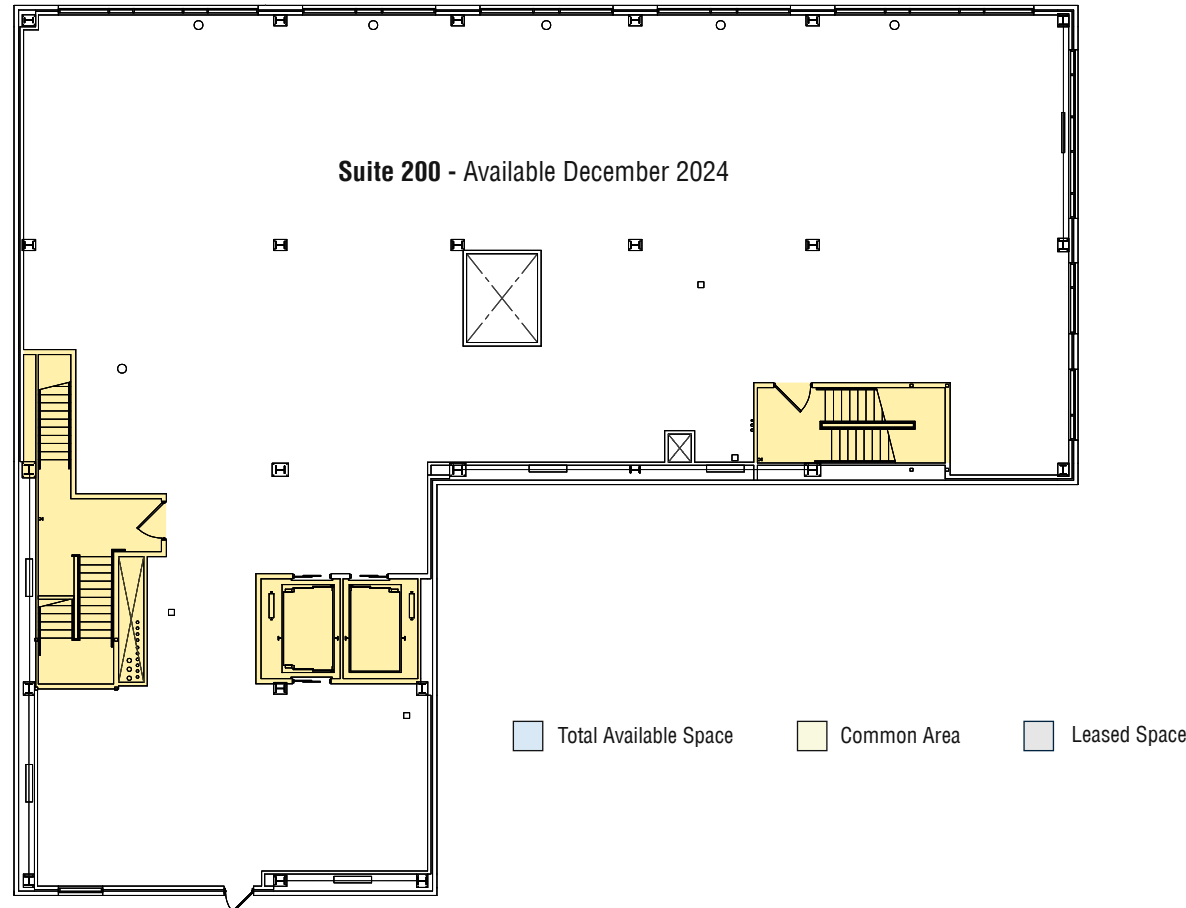 Suite 200 - Available December 2024
Total Available Space
Common Area
Leased Space